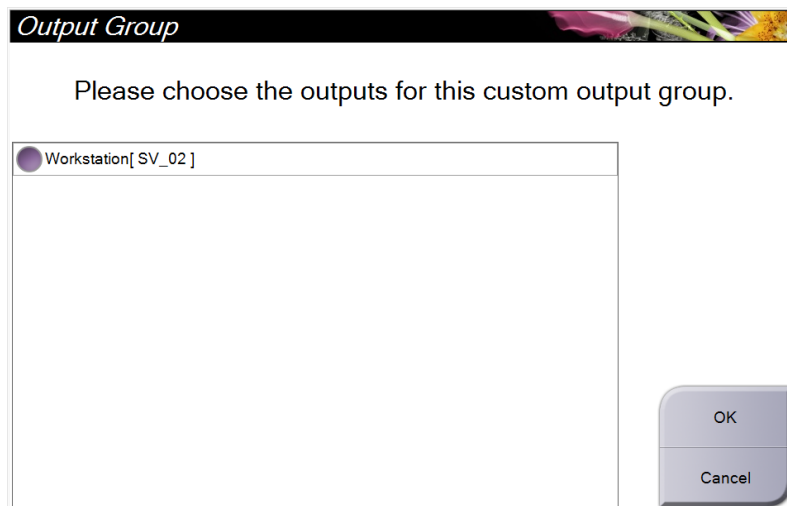 Output Group
Please choose the outputs for this custom output group.
Workstation[ SV_02 ]
OK
Cancel